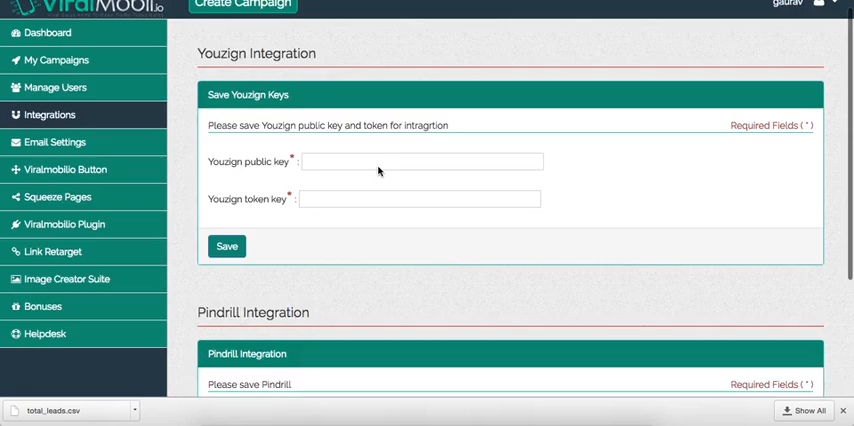 ViralMobil.io
Create Campaign
gaurav
Dashboard
My Campaigns
Manage Users
Integrations
Email Settings
Viralmobilio Button
Squeeze Pages
Viralmobilio Plugin
Link Retarget
Image Creator Suite
Bonuses
Helpdesk
Youzign Integration
Save Youzign Keys
Please save Youzign public key and token for intragrtion
Required Fields ( * )
Youzign public key* :
Youzign token key* :
Save
Pindrill Integration
Pindrill Integration
Please save Pindrill
Required Fields ( * )
total_leads.csv
Show All